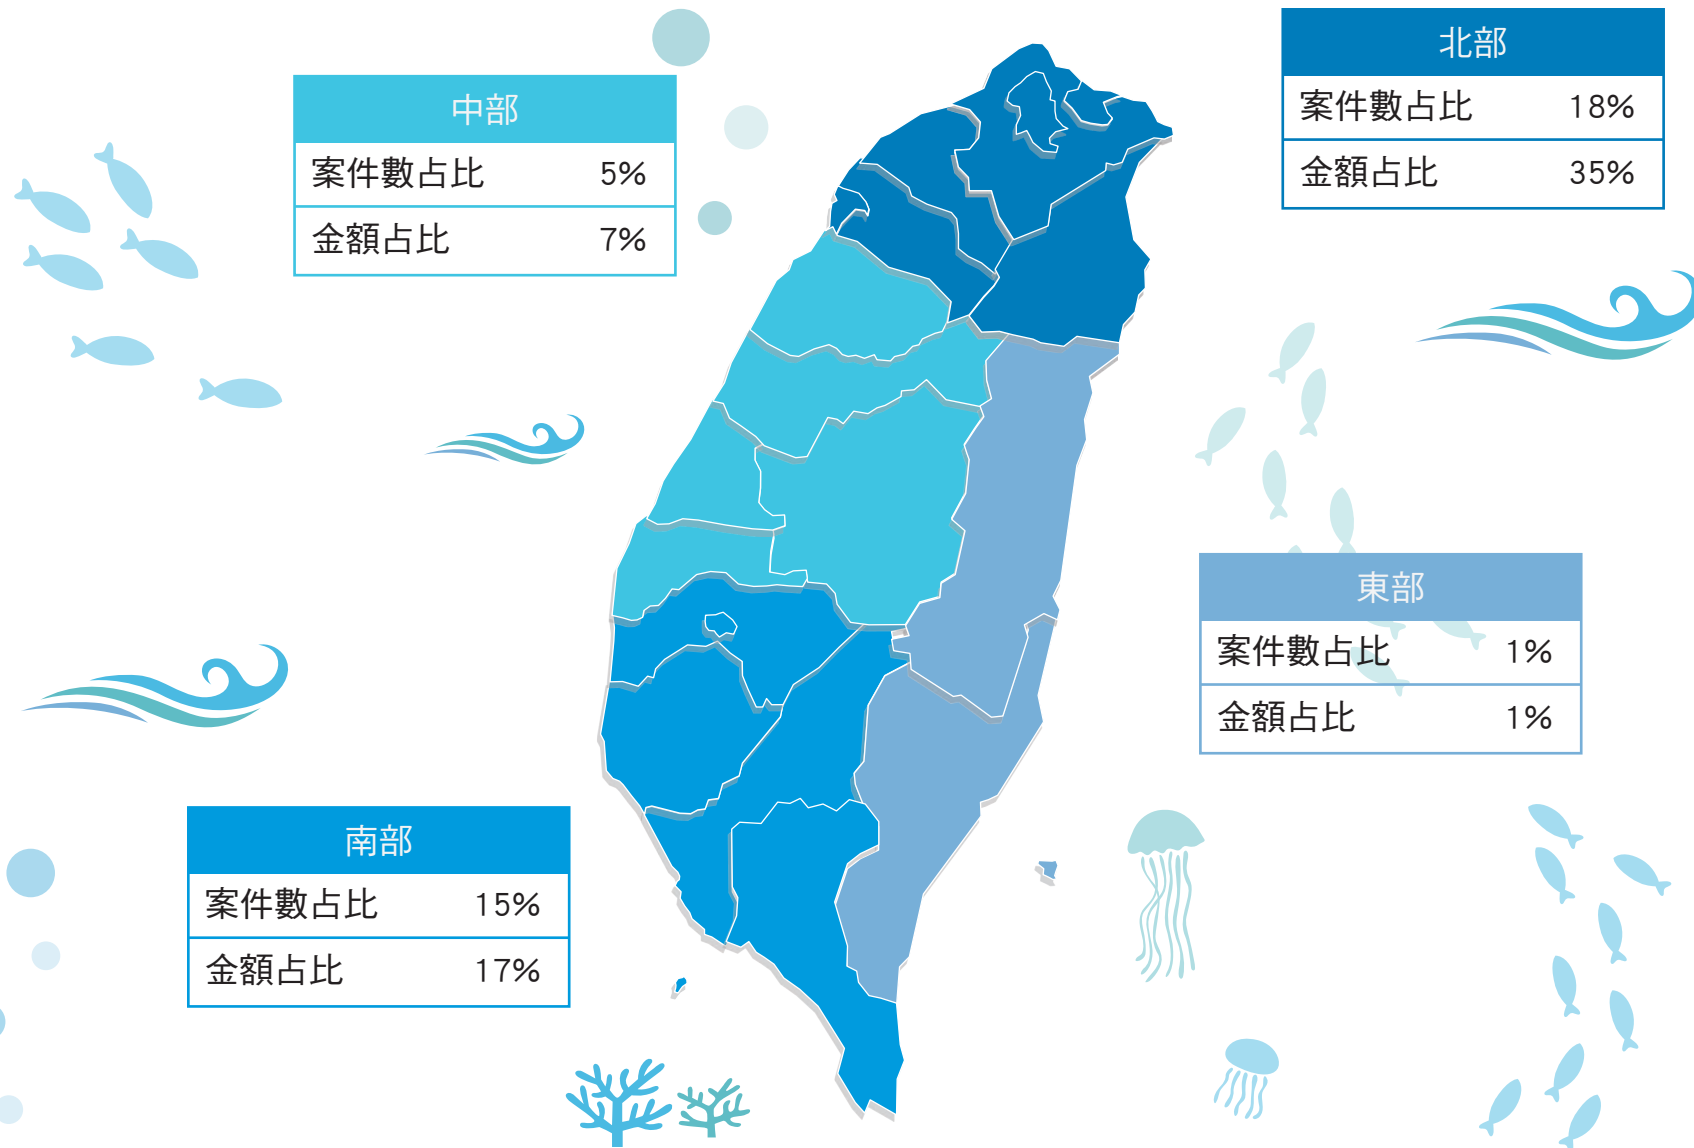 北部
案件數占比 18%
金額占比 35%
中部
案件數占比 5%
金額占比 7%
東部
案件數占比 1%
金額占比 1%
南部
案件數占比 15%
金額占比 17%